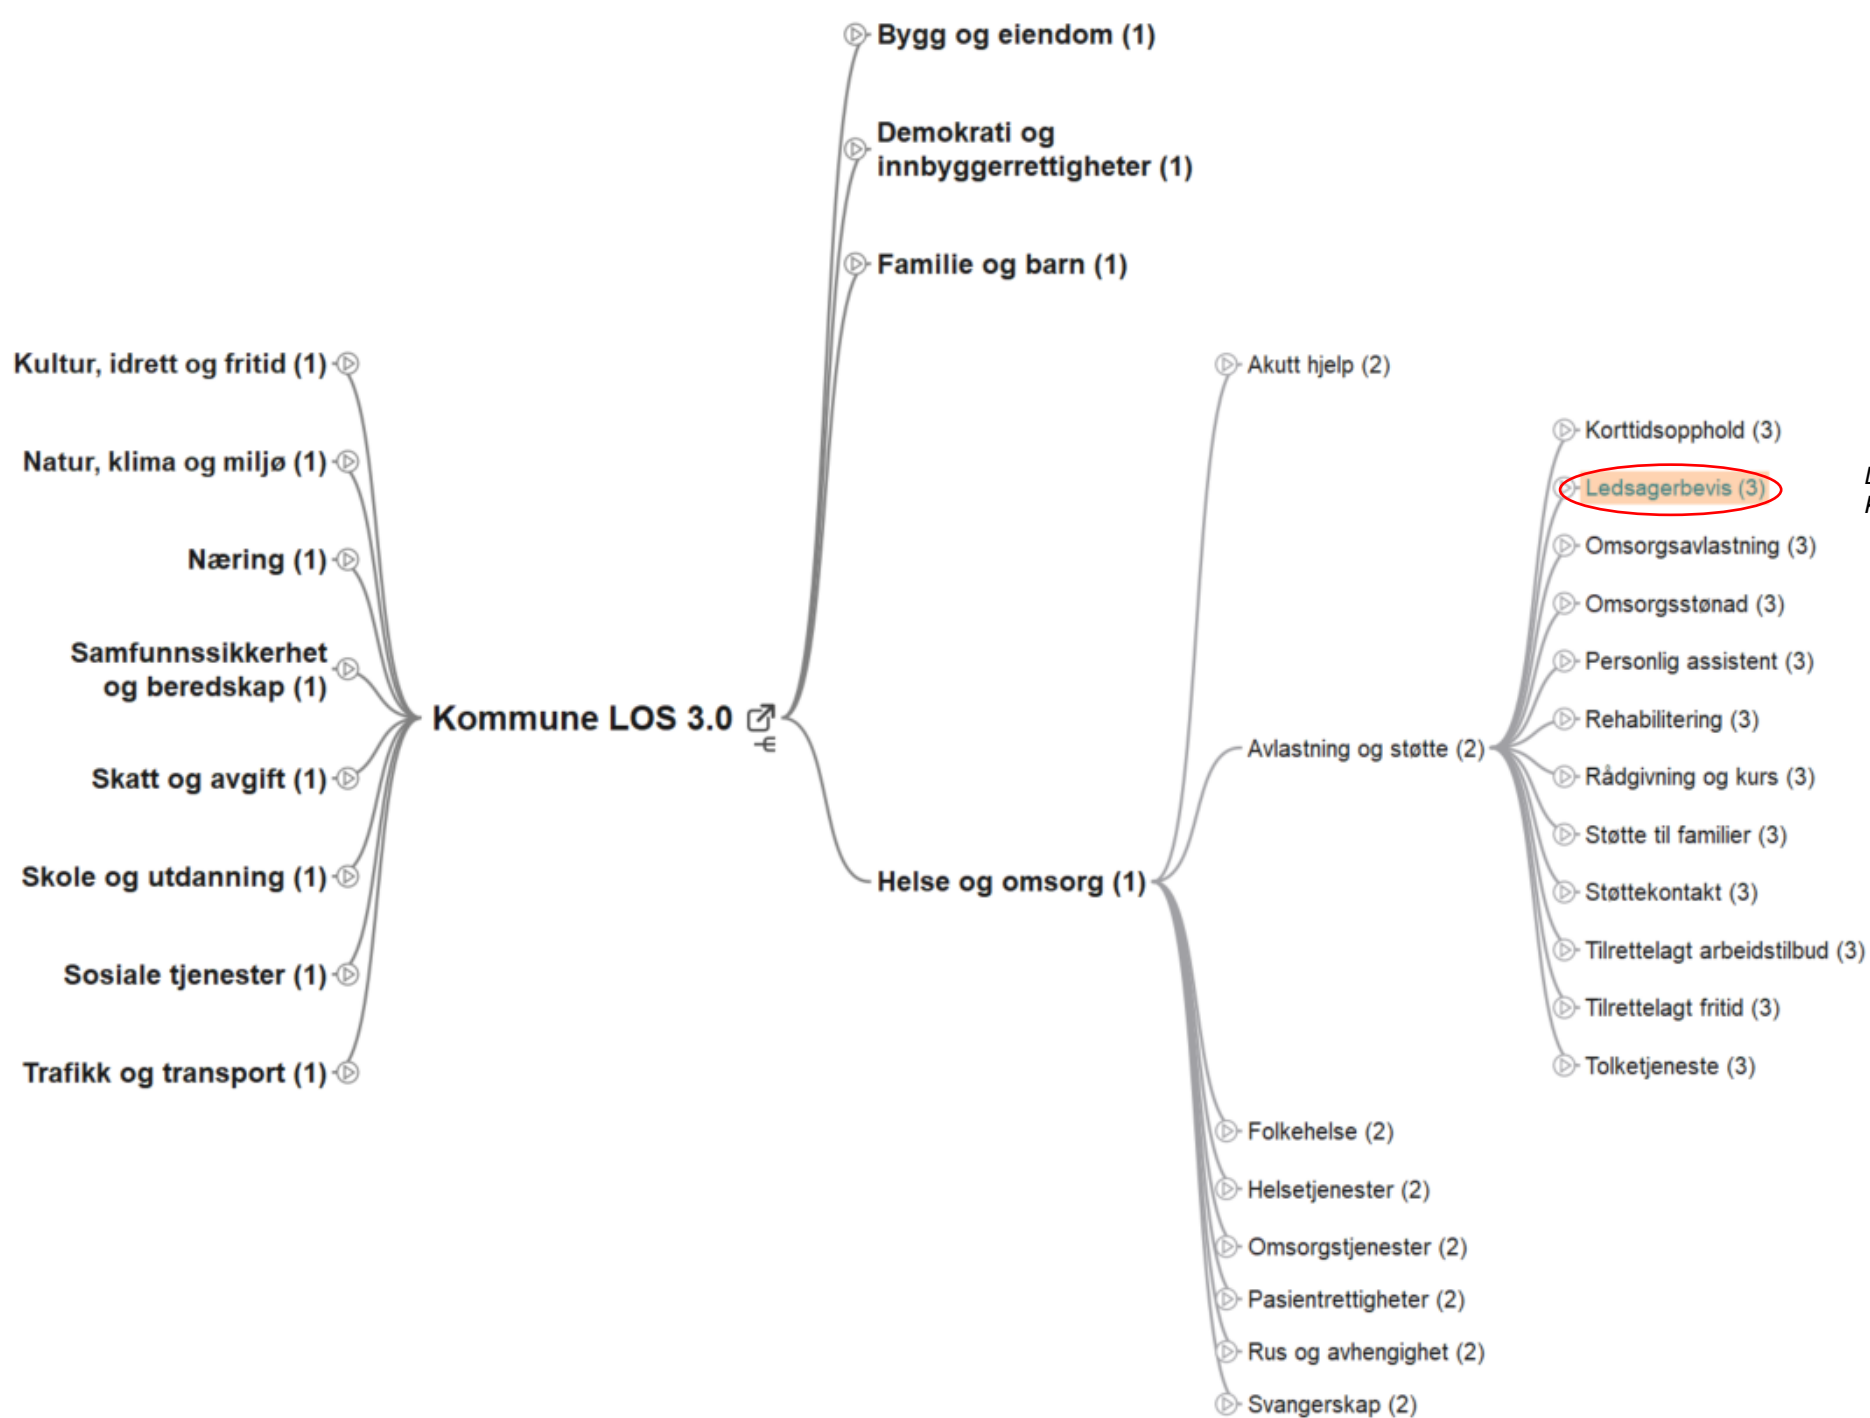 Bygg og eiendom (1)
Demokrati og
innbyggerrettigheter (1)
Familie og barn (1)
Kultur, idrett og fritid (1)
Natur, klima og miljø (1)
Næring (1)
Samfunnssikkerhet
og beredskap (1)
Skatt og avgift (1)
Skole og utdanning (1)
Sosiale tjenester (1)
Trafikk og transport (1)
Kommune LOS 3.0
Helse og omsorg (1)
Akutt hjelp (2)
Avlastning og støtte (2)
Korttidsopphold (3)
Ledsagerbevis (3)
Omsorgsavlastning (3)
Omsorgsstønad (3)
Personlig assistent (3)
Rehabilitering (3)
Rådgivning og kurs (3)
Støtte til familier (3)
Støttekontakt (3)
Tilrettelagt arbeidstilbud (3)
Tilrettelagt fritid (3)
Tolketjeneste (3)
Folkehelse (2)
Helsetjenester (2)
Omsorgstjenester (2)
Pasientrettigheter (2)
Rus og avhengighet (2)
Svangerskap (2)